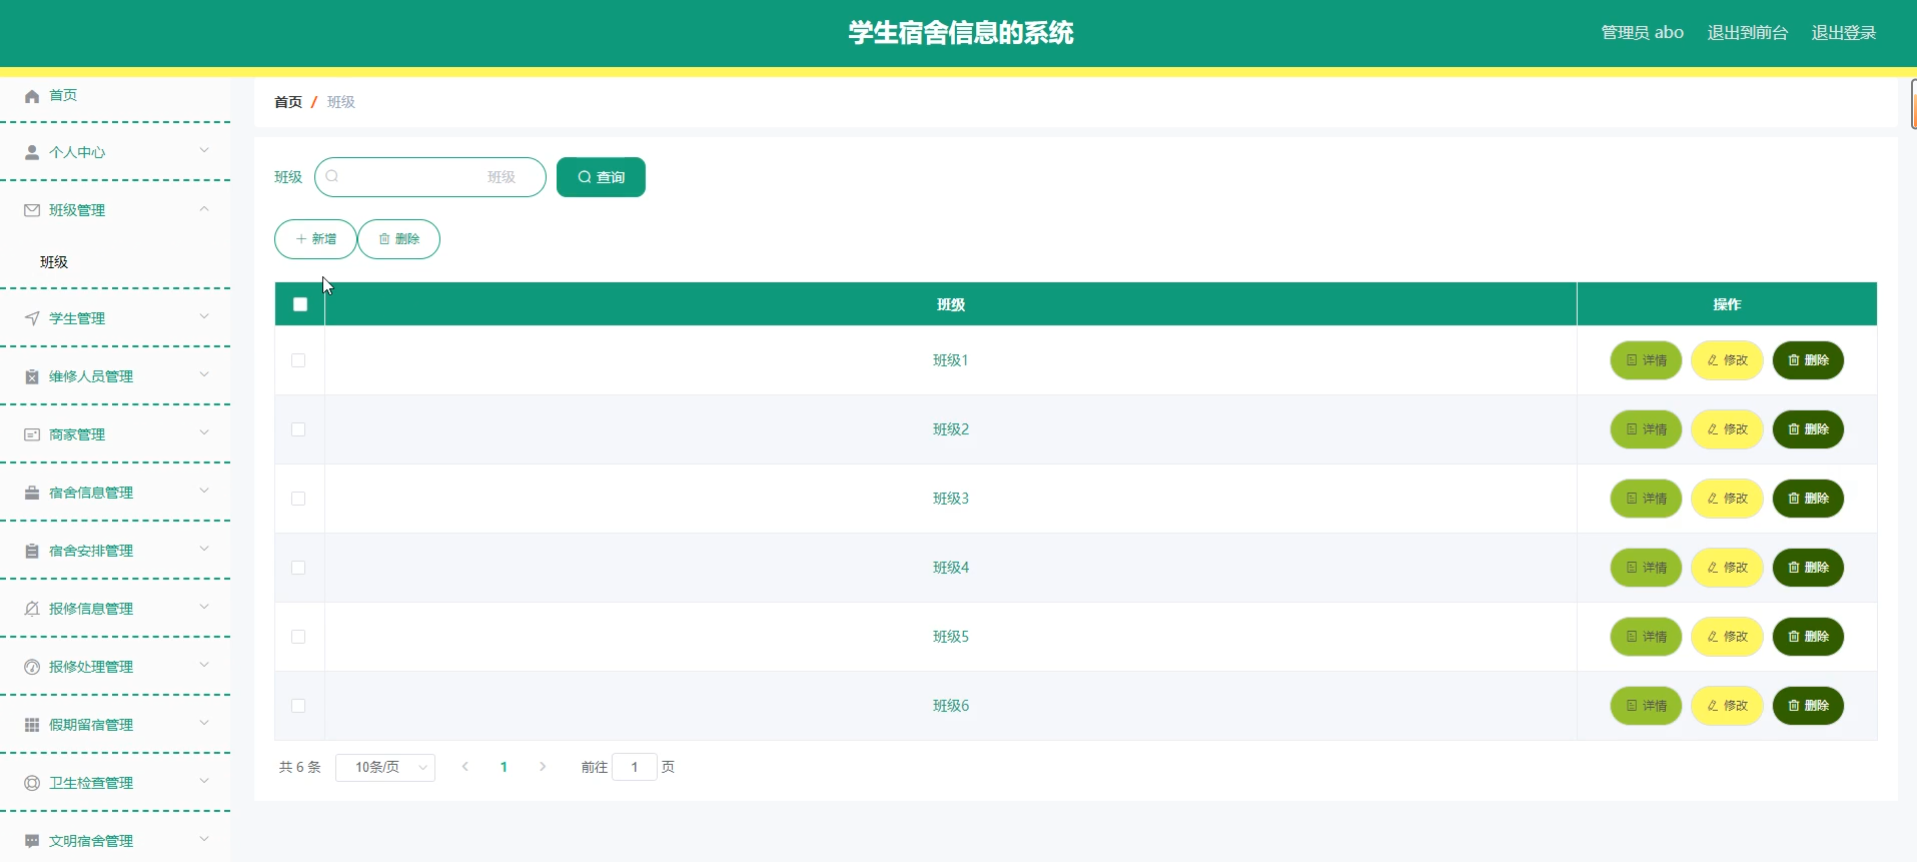 学生宿舍信息的系统
管理员 abo 退出到前台 退出登录
首页
个人中心
班级管理
班级
学生管理
维修人员管理
商家管理
宿舍信息管理
宿舍安排管理
报修信息管理
报修处理管理
假期留宿管理
卫生检查管理
文明宿舍管理
首页 / 班级
班级 班级 查询
新增 删除
班级 操作
班级1 详情 修改 删除
班级2 详情 修改 删除
班级3 详情 修改 删除
班级4 详情 修改 删除
班级5 详情 修改 删除
班级6 详情 修改 删除
共 6 条 10条/页 1 前往 1 页